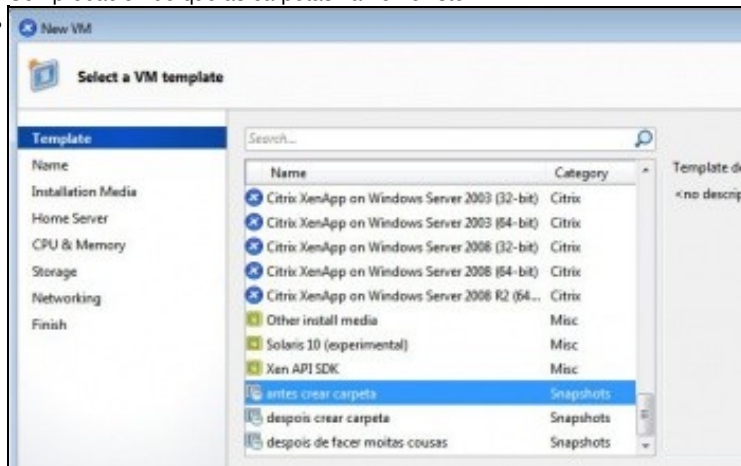 New VM
Select a VM template
Template
Name
Installation Media
Home Server
CPU & Memory
Storage
Networking
Finish
Search...
Name Category
Citrix XenApp on Windows Server 2003 (32-bit) Citrix
Citrix XenApp on Windows Server 2003 (64-bit) Citrix
Citrix XenApp on Windows Server 2008 (32-bit) Citrix
Citrix XenApp on Windows Server 2008 (64-bit) Citrix
Citrix XenApp on Windows Server 2008 R2 (64... Citrix
Other install media Misc
Solaris 10 (experimental) Misc
Xen API SDK Misc
antes crear carpeta Snapshots
despois crear carpeta Snapshots
despois de facer moitas cousas Snapshots
Template de
<no descrip